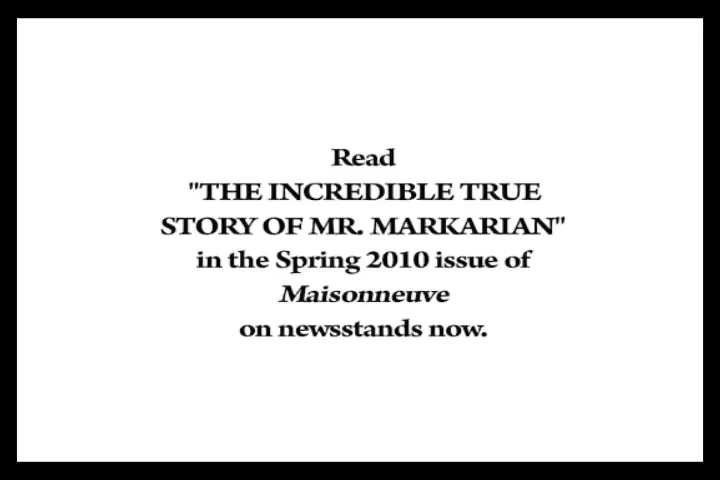 Read
"THE INCREDIBLE TRUE
STORY OF MR. MARKARIAN"
in the Spring 2010 issue of
Maisonneuve
on newsstands now.